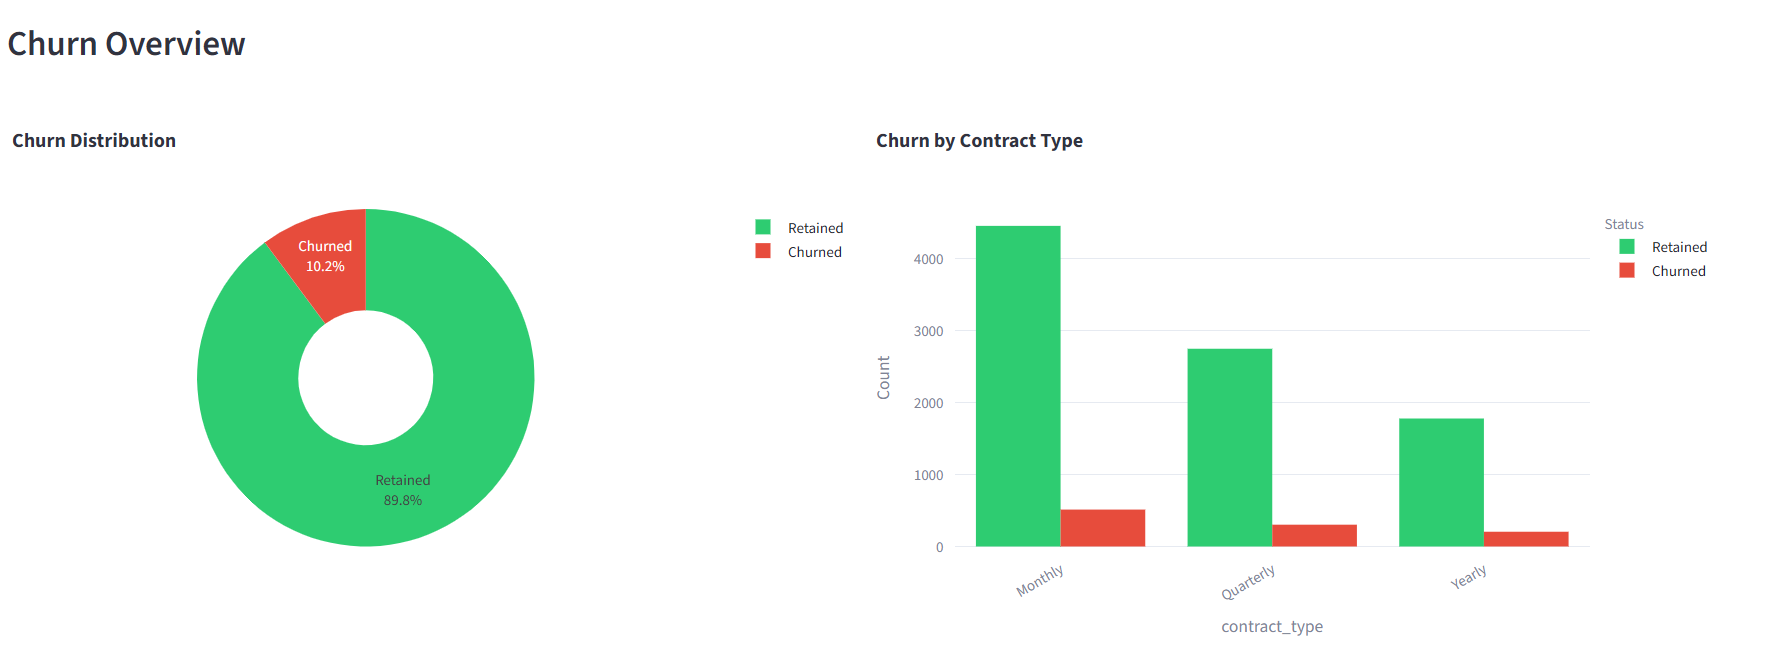 Churn Overview
Churn Distribution
Churned
10.2%
Retained
89.8%
Retained
Churned
Churn by Contract Type
Count
4000
3000
2000
1000
0
Monthly
Quarterly
Yearly
contract_type
Status
Retained
Churned